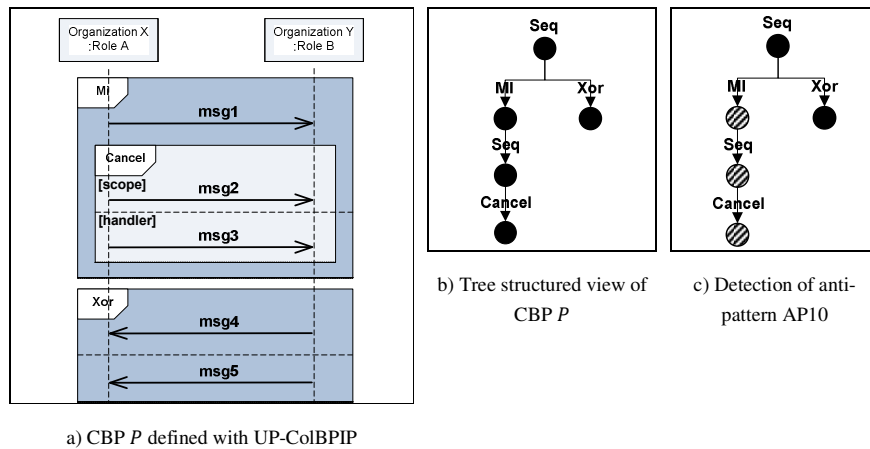 Organization X
:Role A
Organization Y
:Role B
MI
msg1
Cancel
[scope]
msg2
[handler]
msg3
Xor
msg4
msg5
a) CBP P defined with UP-ColBPIP
Seq
MI
Xor
Seq
Cancel
b) Tree structured view of
CBP P
Seq
MI
Xor
Seq
Cancel
c) Detection of anti-
pattern AP10